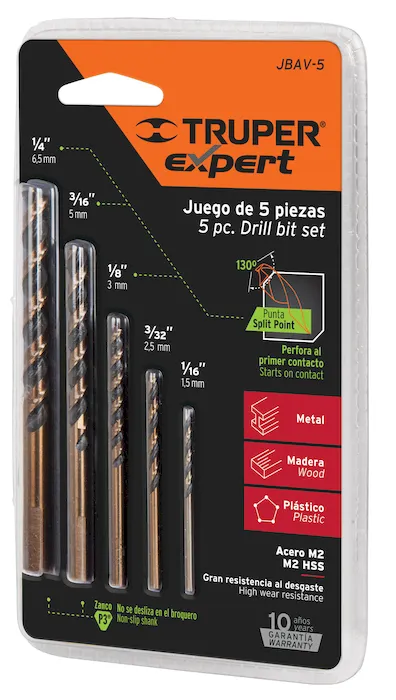 JBAV-5
TRUPER®
expert
Juego de 5 piezas
5 pc. Drill bit set
1/4"
6,5 mm
3/16"
5 mm
1/8"
3 mm
3/32"
2,5 mm
1/16"
1,5 mm
130°
Punta
Split Point
Perfora al
primer contacto
Starts on contact
Metal
Madera
Wood
Plástico
Plastic
Acero M2
M2 HSS
Gran resistencia al desgaste
High wear resistance
Zanco
P3
No se desliza en el broquero
Non-slip shank
10 años
years
GARANTÍA
WARRANTY